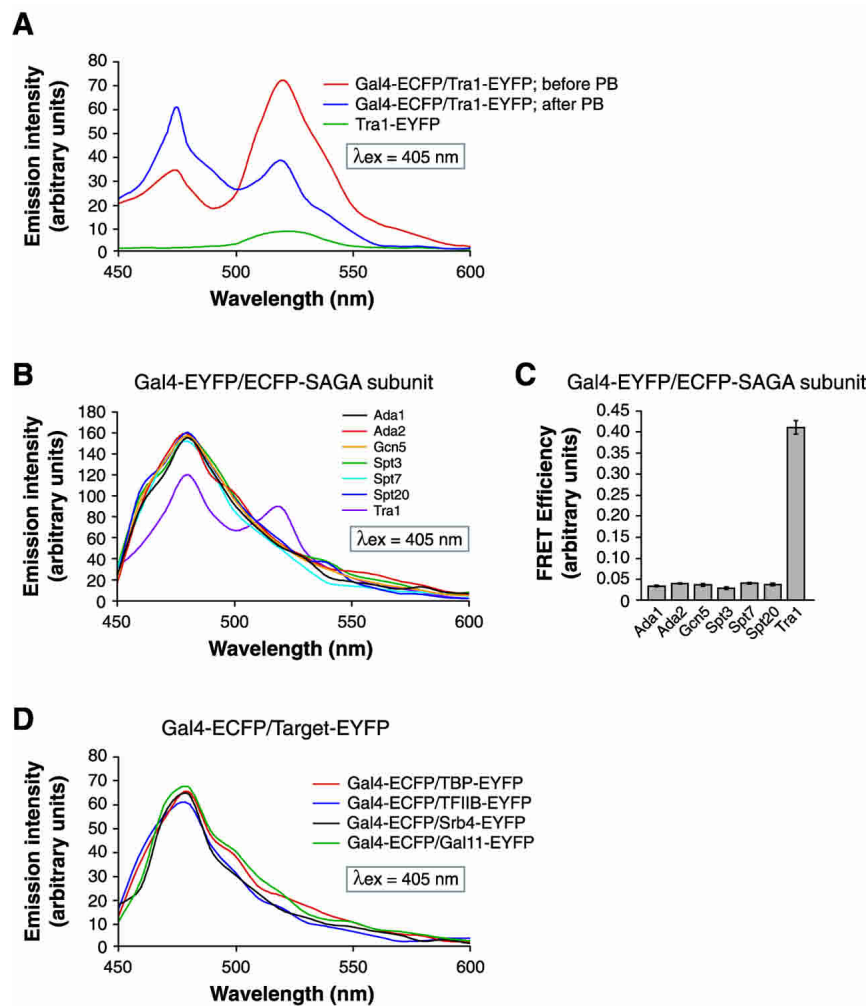 A
Emission intensity
(arbitrary units)
80
70
60
50
40
30
20
10
0
450
500
550
600
Wavelength (nm)
Gal4-ECFP/Tra1-EYFP; before PB
Gal4-ECFP/Tra1-EYFP; after PB
Tra1-EYFP
λex = 405 nm
B
Gal4-EYFP/ECFP-SAGA subunit
Emission intensity
(arbitrary units)
180
160
140
120
100
80
60
40
20
0
450
500
550
600
Wavelength (nm)
Ada1
Ada2
Gcn5
Spt3
Spt7
Spt20
Tra1
λex = 405 nm
C
Gal4-EYFP/ECFP-SAGA subunit
FRET Efficiency
(arbitrary units)
0.45
0.40
0.35
0.30
0.25
0.20
0.15
0.10
0.05
0
Ada1
Ada2
Gcn5
Spt3
Spt7
Spt20
Tra1
D
Gal4-ECFP/Target-EYFP
Emission intensity
(arbitrary units)
80
70
60
50
40
30
20
10
0
450
500
550
600
Wavelength (nm)
Gal4-ECFP/TBP-EYFP
Gal4-ECFP/TFIIB-EYFP
Gal4-ECFP/Srb4-EYFP
Gal4-ECFP/Gal11-EYFP
λex = 405 nm